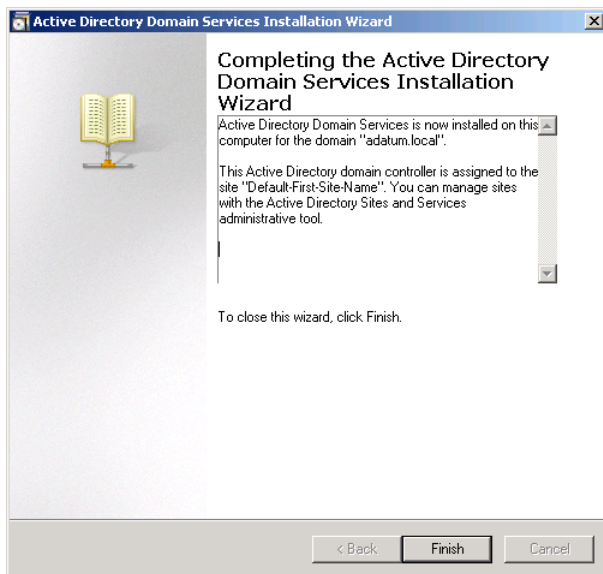 Active Directory Domain Services Installation Wizard
Completing the Active Directory
Domain Services Installation
Wizard
Active Directory Domain Services is now installed on this
computer for the domain "adatum.local".
This Active Directory domain controller is assigned to the
site "Default-First-Site-Name". You can manage sites
with the Active Directory Sites and Services
administrative tool.
To close this wizard, click Finish.
< Back Finish Cancel